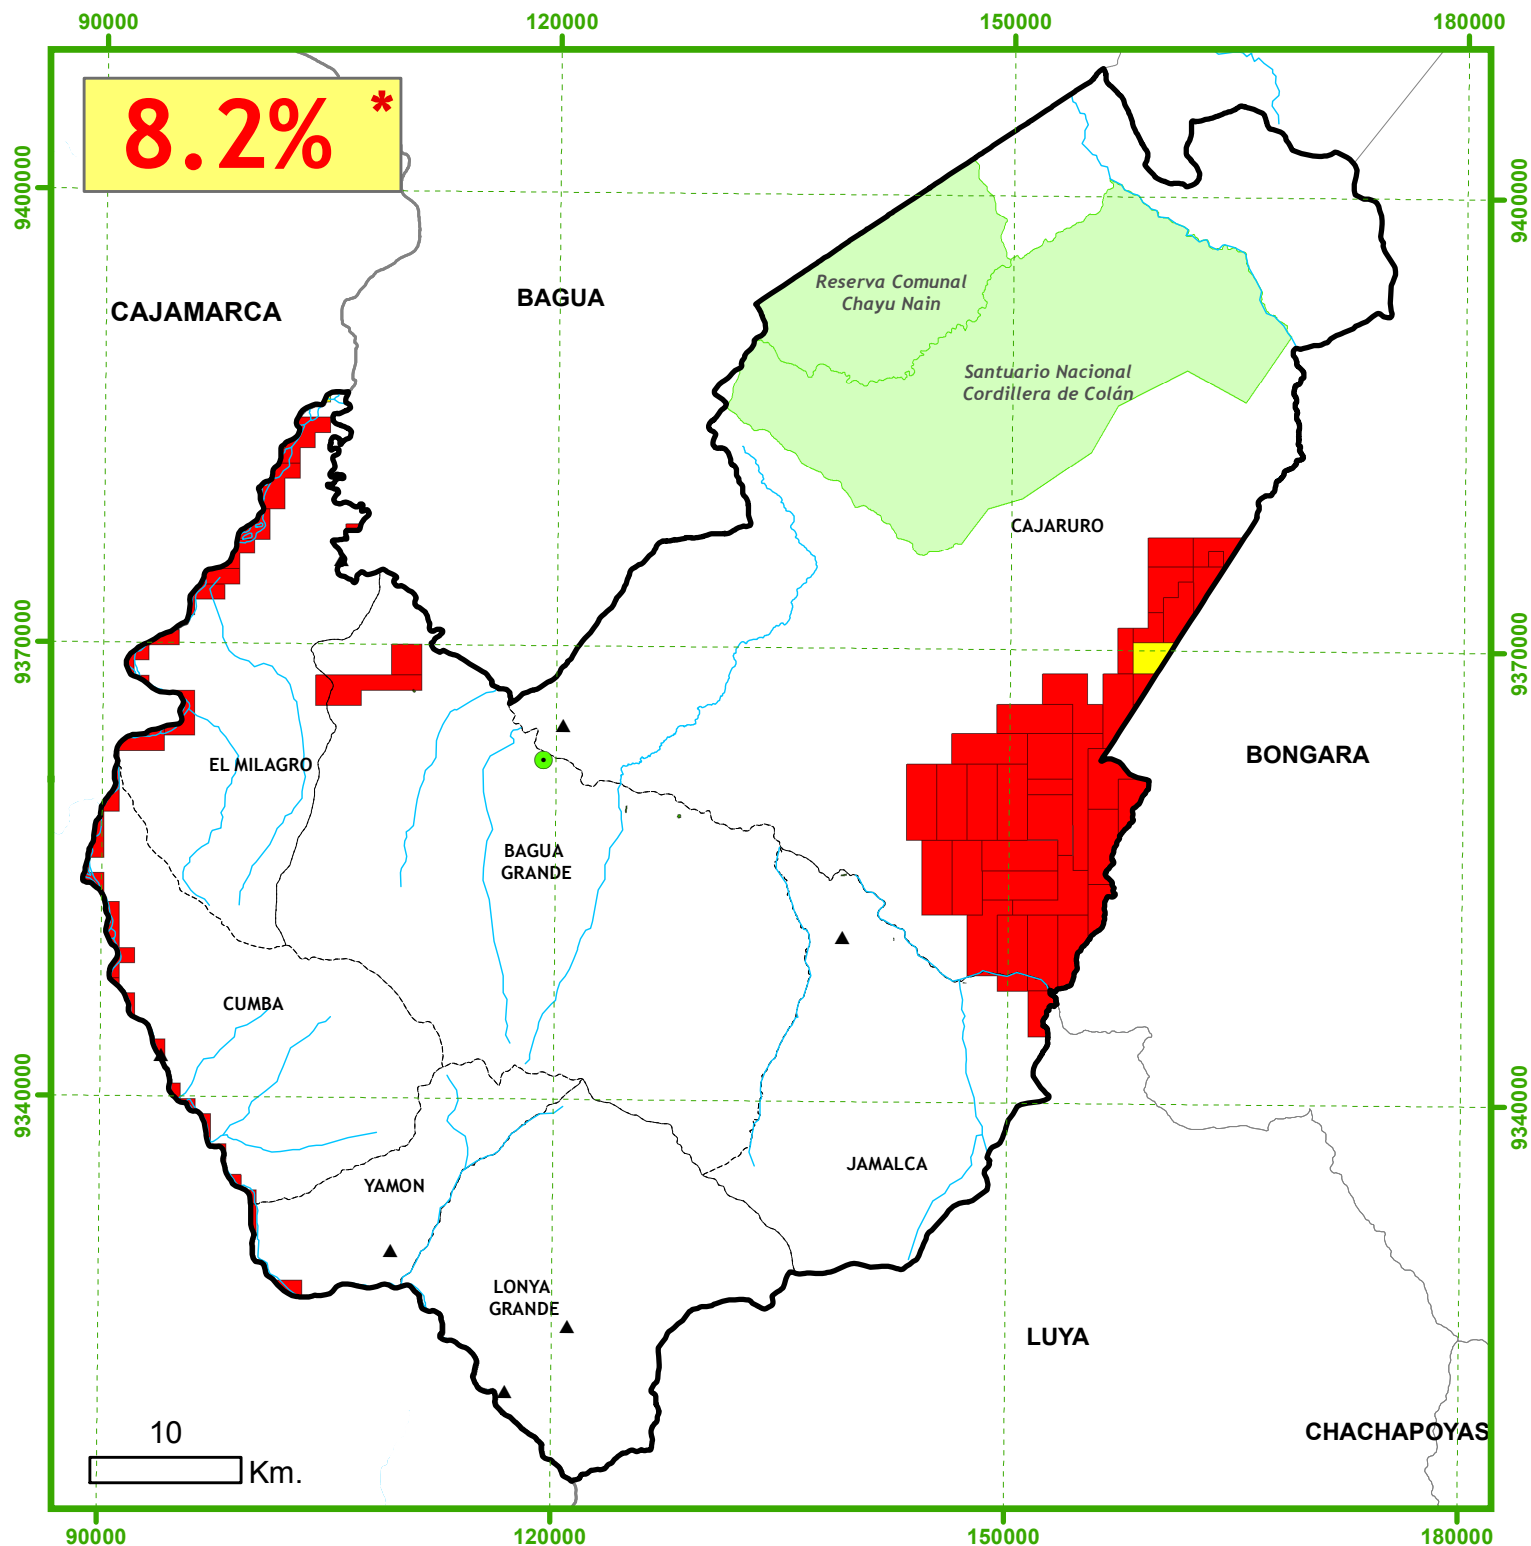 90000
120000
150000
180000
8.2% *
9400000
9400000
CAJAMARCA
BAGUA
Reserva Comunal
Chayu Nain
Santuario Nacional
Cordillera de Colán
CAJARURO
9370000
9370000
EL MILAGRO
BONGARA
BAGUA
GRANDE
CUMBA
9340000
9340000
YAMON
JAMALCA
LONYA
GRANDE
LUYA
CHACHAPOYAS
10
Km.
90000
120000
150000
180000